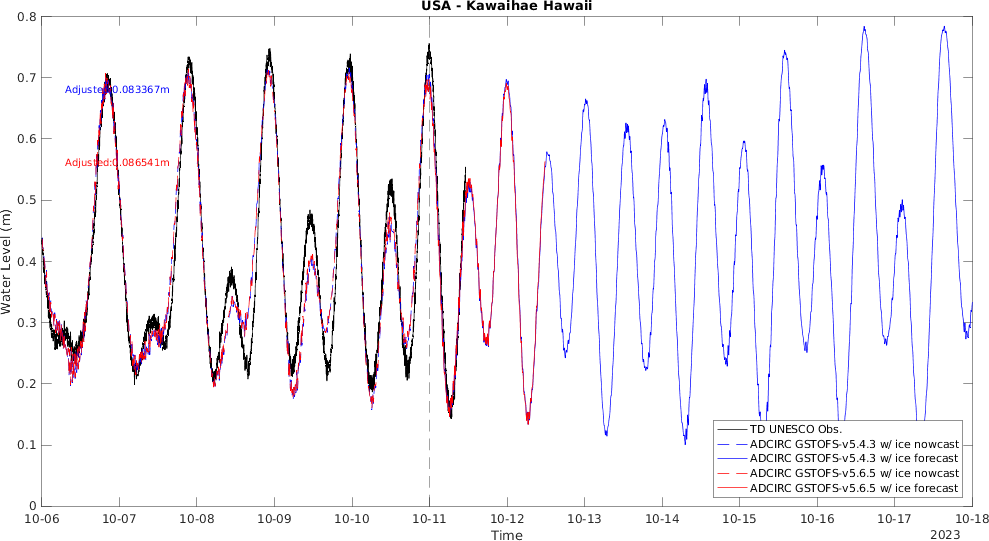 USA - Kawaihae Hawaii
0.8
0.7
0.6
0.5
0.4
0.3
0.2
0.1
0
Water Level (m)
Adjusted:0.083367m
Adjusted:0.086541m
TD UNESCO Obs.
ADCIRC GSTOFS-v5.4.3 w/ ice nowcast
ADCIRC GSTOFS-v5.4.3 w/ ice forecast
ADCIRC GSTOFS-v5.6.5 w/ ice nowcast
ADCIRC GSTOFS-v5.6.5 w/ ice forecast
10-06 10-07 10-08 10-09 10-10 10-11 10-12 10-13 10-14 10-15 10-16 10-17 10-18
Time
2023